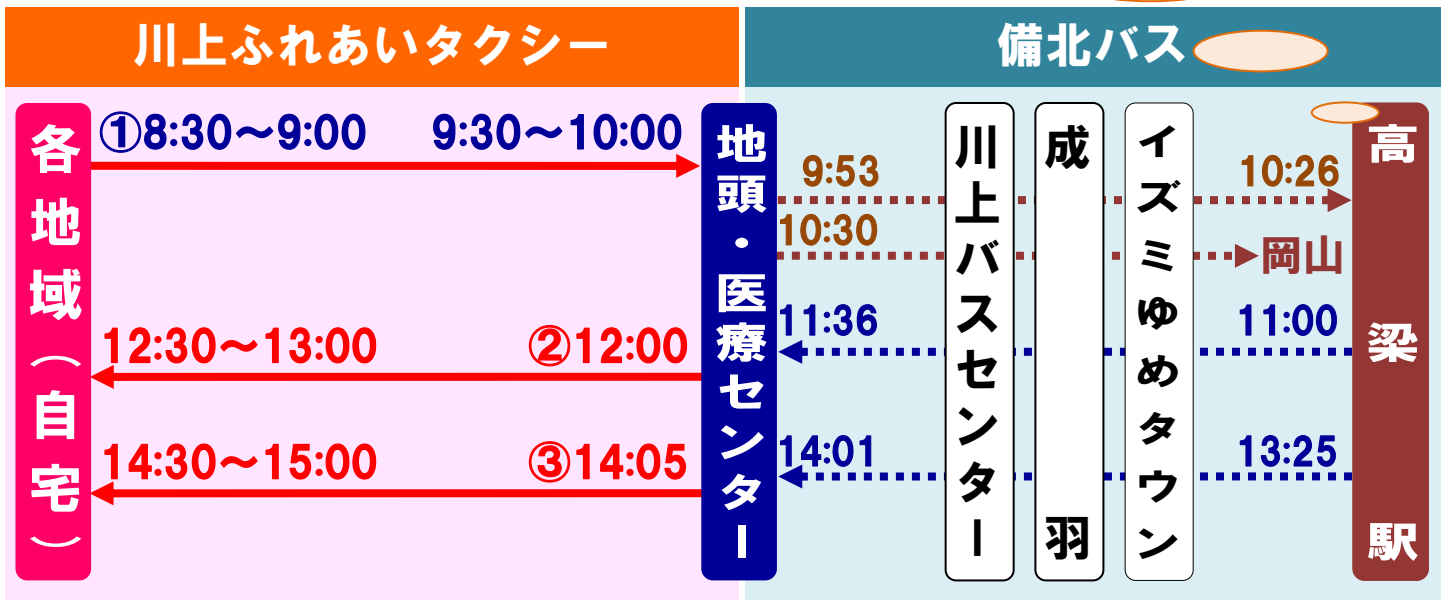 川上ふれあいタクシー
備北バス
各地域（自宅）
①8:30～9:00
9:30～10:00
12:30～13:00
②12:00
14:30～15:00
③14:05
地頭・医療センター
9:53
10:26
10:30
岡山
11:36
11:00
14:01
13:25
川上バスセンター
成羽
イズミゆめタウン
高梁駅